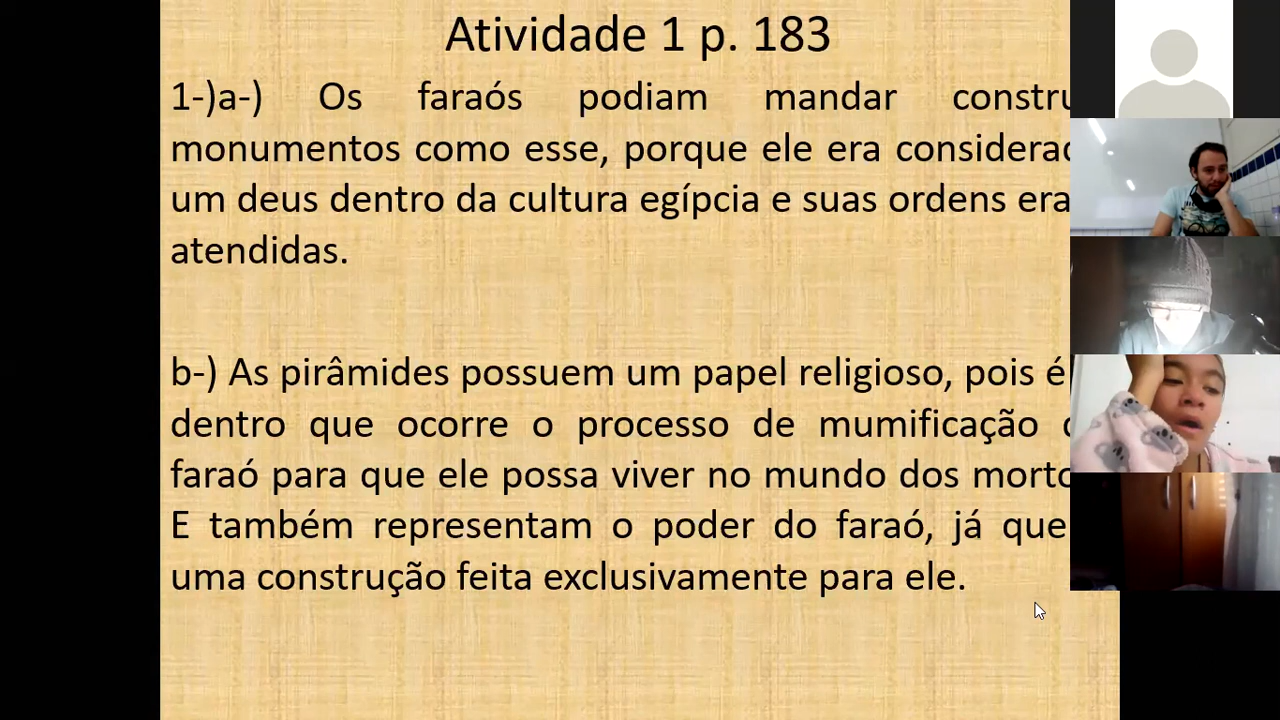 Atividade 1 p. 183
1-)a-) Os faraós podiam mandar constru
monumentos como esse, porque ele era considerad
um deus dentro da cultura egípcia e suas ordens era
atendidas.
b-) As pirâmides possuem um papel religioso, pois é
dentro que ocorre o processo de mumificação
faraó para que ele possa viver no mundo dos morto
E também representam o poder do faraó, já que
uma construção feita exclusivamente para ele.